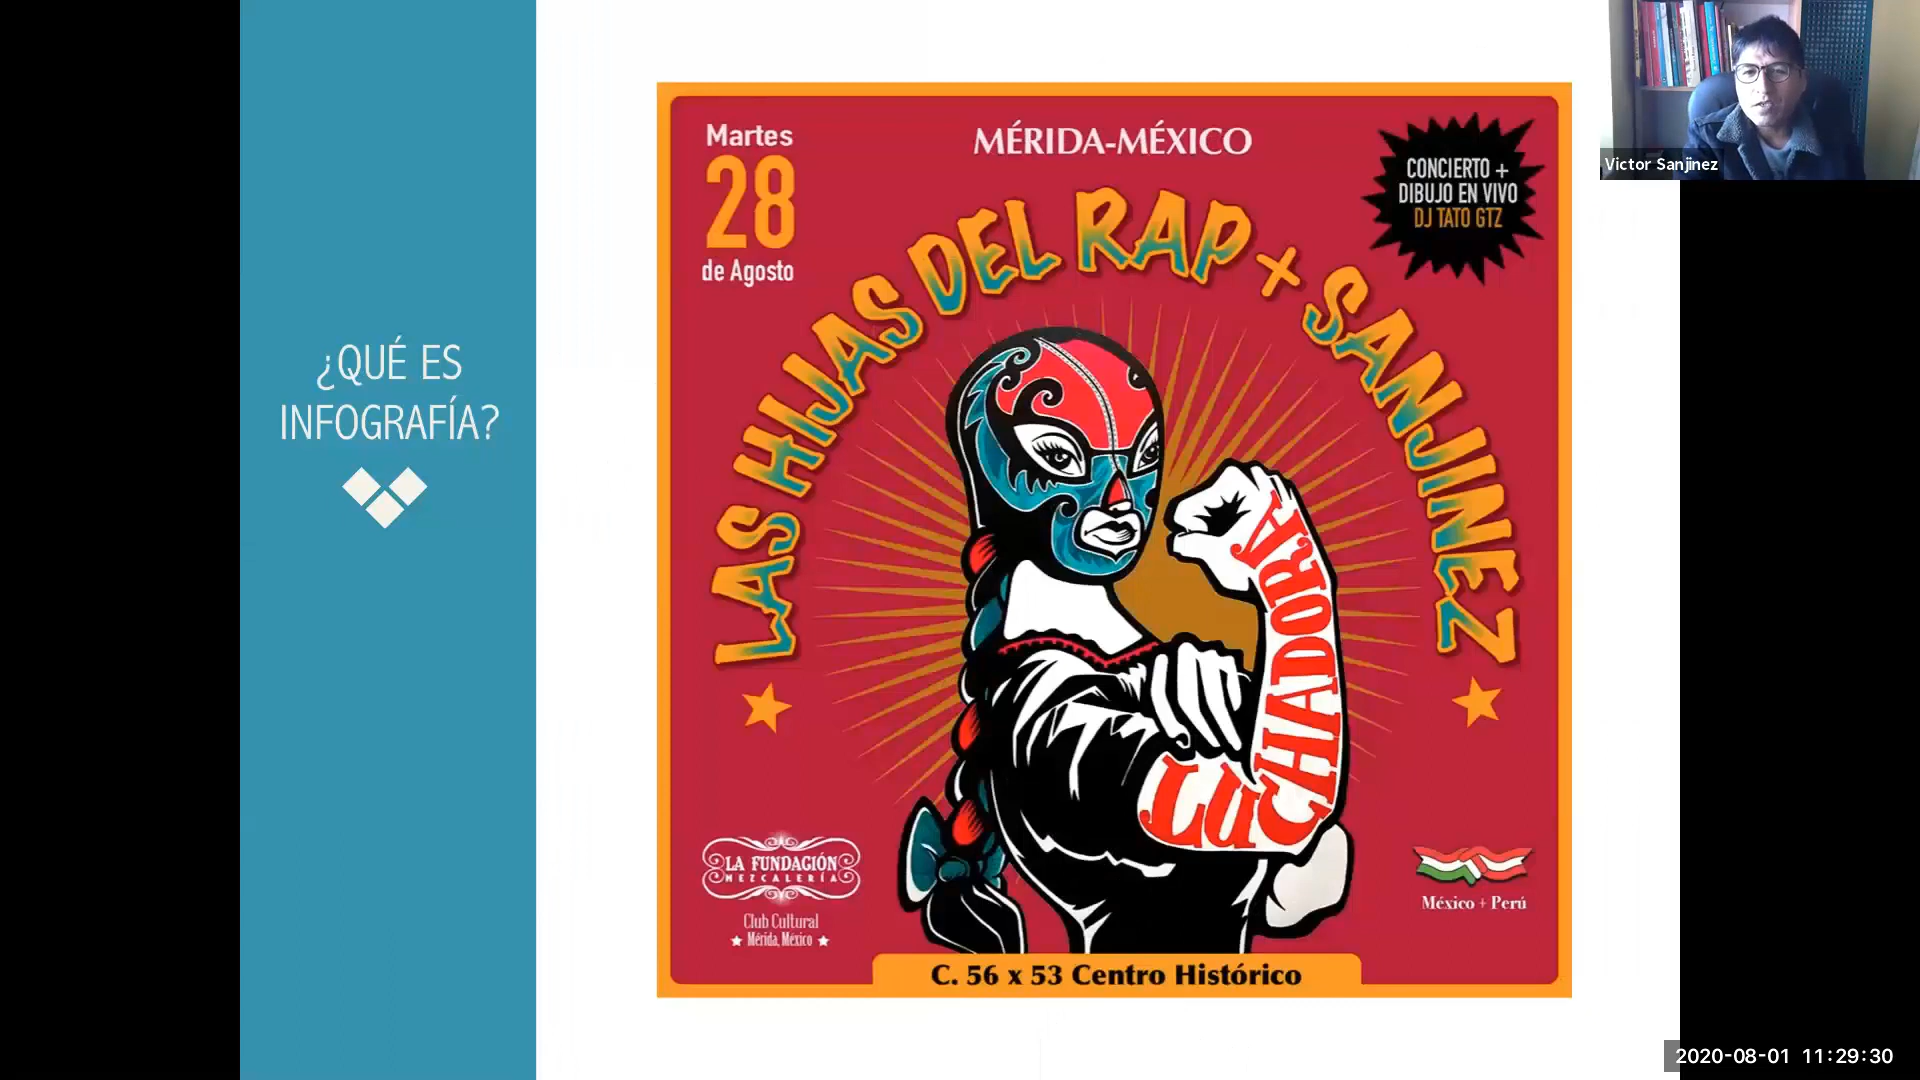 ¿QUÉ ES
INFOGRAFÍA?
Martes
28
de Agosto
MÉRIDA-MÉXICO
CONCIERTO +
DIBUJO EN VIVO
DJ TATO GTZ
LAS HIJAS DEL RAP + SANJINEZ
LUCHADORA
LA FUNDACIÓN
MEZCALERÍA
Club Cultural
Mérida, México
México + Perú
C. 56 x 53 Centro Histórico
Victor Sanjinez
2020-08-01 11:29:30